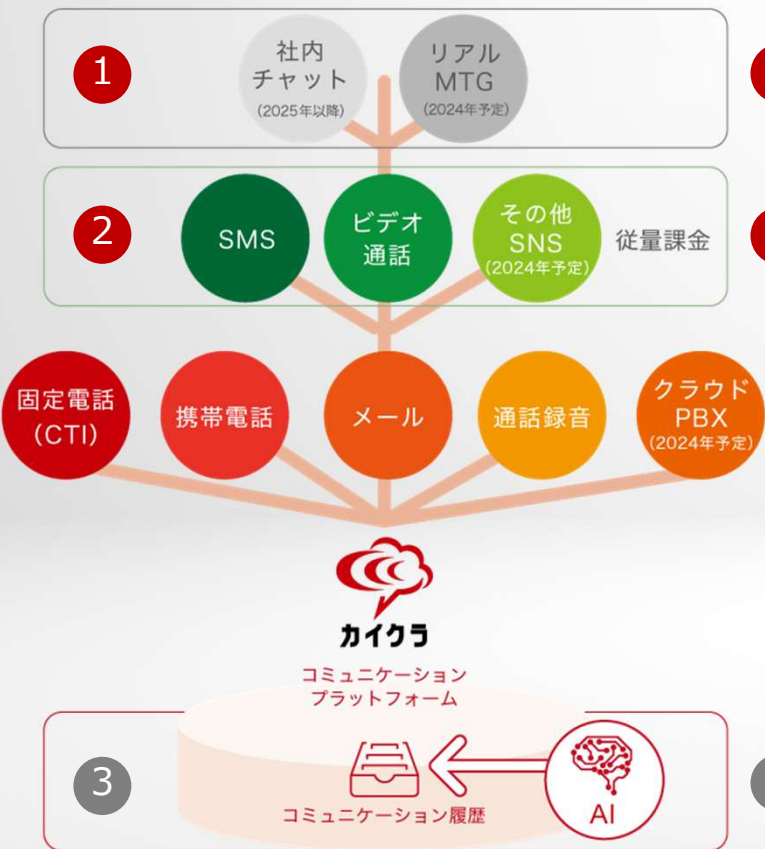 1
社内
チャット
(2025年以降)
リアル
MTG
(2024年予定)
2
SMS
ビデオ
通話
その他
SNS
(2024年予定)
従量課金
固定電話
(CTI)
携帯電話
メール
通話録音
クラウド
PBX
(2024年予定)
カイクラ
コミュニケーション
プラットフォーム
3
コミュニケーション履歴
AI